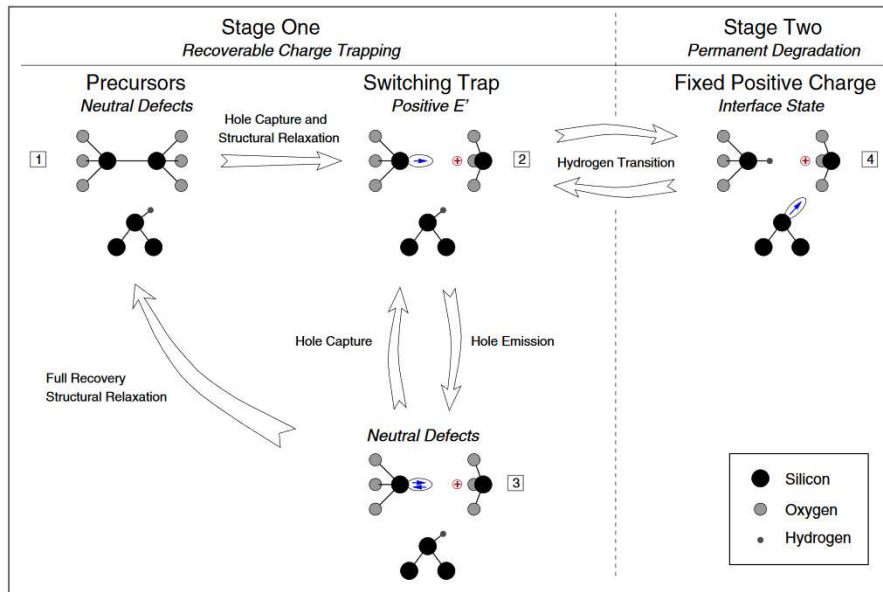 Stage One
Recoverable Charge Trapping
Stage Two
Permanent Degradation
Precursors
Neutral Defects
Switching Trap
Positive E'
Fixed Positive Charge
Interface State
Hole Capture and
Structural Relaxation
1
2
Hydrogen Transition
4
Hole Capture
Hole Emission
Full Recovery
Structural Relaxation
Neutral Defects
3
Silicon
Oxygen
Hydrogen